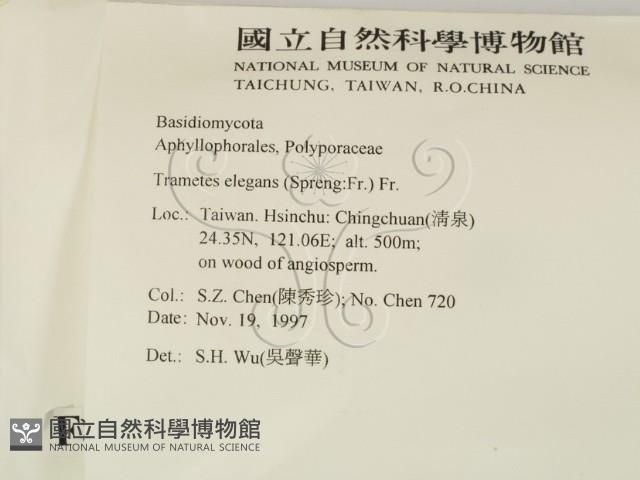 國立自然科學博物館
NATIONAL MUSEUM OF NATURAL SCIENCE
TAICHUNG, TAIWAN, R.O.CHINA
Basidiomycota
Aphyllophorales, Polyporaceae
Trametes elegans (Spreng:Fr.) Fr.
Loc.: Taiwan. Hsinchu: Chingchuan(清泉)
24.35N, 121.06E; alt. 500m;
on wood of angiosperm.
Col.: S.Z. Chen(陳秀珍); No. Chen 720
Date: Nov. 19, 1997
Det.: S.H. Wu(吳聲華)
F
國立自然科學博物館
NATIONAL MUSEUM OF NATURAL SCIENCE